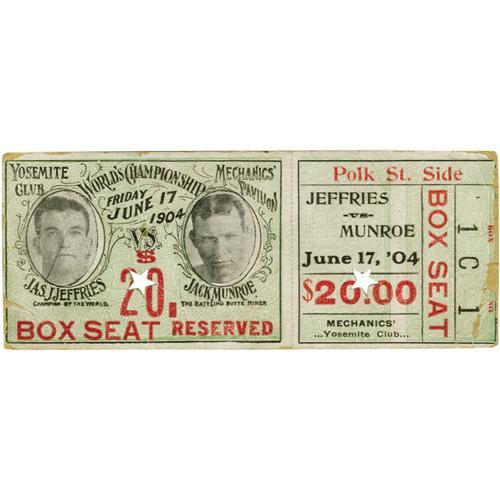 YOSEMITE CLUB
WORLD'S CHAMPIONSHIP
MECHANICS' PAVILION
FRIDAY
JUNE 17
1904
VS
$
20.
JAS. J. JEFFRIES
CHAMPION OF THE WORLD.
JACK MUNROE
THE BATTLING BUTTE MINER
BOX SEAT RESERVED
Polk St. Side
JEFFRIES
-vs-
MUNROE
June 17, '04
$20.00
MECHANICS'
...Yosemite Club...
BOX SEAT
BOX
1 C 1
NO.